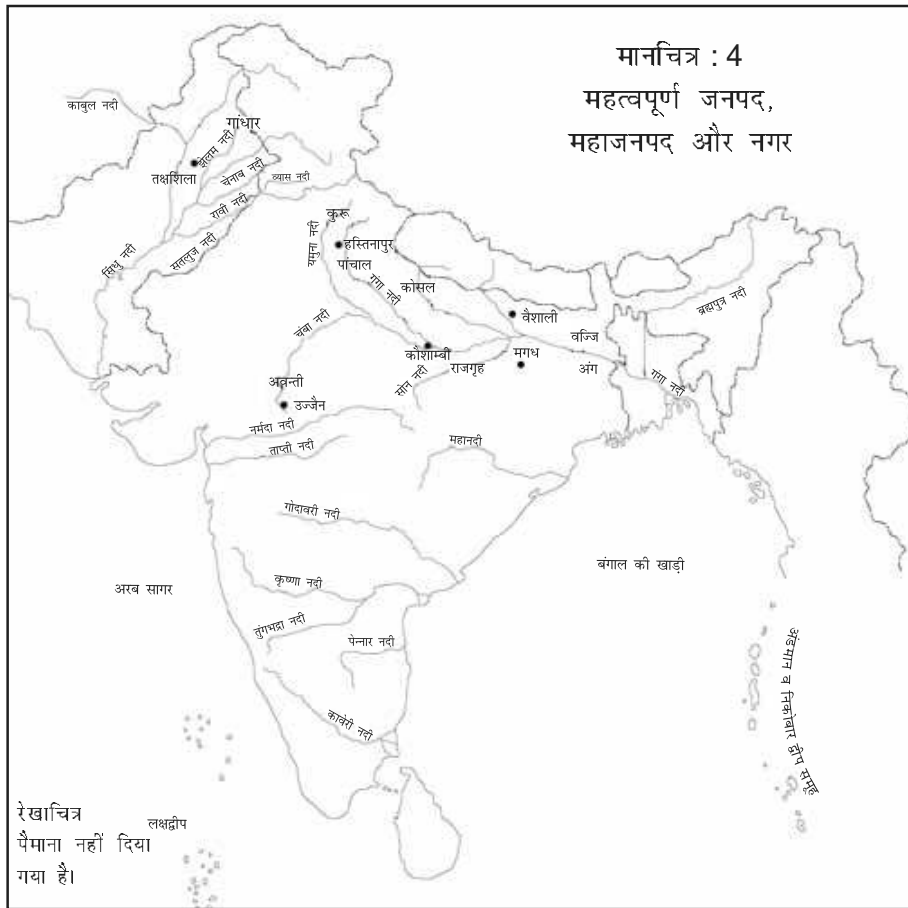 मानचित्र : 4
महत्वपूर्ण जनपद,
महाजनपद और नगर
काबुल नदी
गांधार
झेलम नदी
तक्षशिला
चेनाब नदी
व्यास नदी
रावी नदी
सतलुज नदी
सिंधु नदी
कुरू
यमुना नदी
हस्तिनापुर
पांचाल
गंगा नदी
कोसल
ब्रह्मपुत्र नदी
वैशाली
चंबा नदी
वज्जि
कौशाम्बी
मगध
राजगृह
अंग
सोन नदी
गंगा नदी
अवन्ती
उज्जैन
नर्मदा नदी
ताप्ती नदी
महानदी
गोदावरी नदी
बंगाल की खाड़ी
अरब सागर
कृष्णा नदी
तुंगभद्रा नदी
पेन्नार नदी
अंडमान व निकोबार द्वीप समूह
कावेरी नदी
रेखाचित्र
लक्षद्वीप
पैमाना नहीं दिया
गया है।